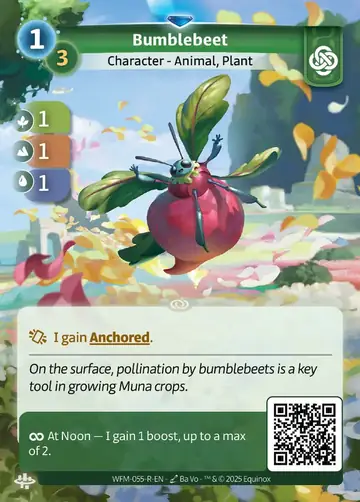 1
Bumblebeet
3
Character - Animal, Plant
1
1
1
I gain Anchored.
On the surface, pollination by bumblebeets is a key
tool in growing Muna crops.
∞ At Noon — I gain 1 boost, up to a max
of 2.
WFM-055-R-EN - Ba Vo - ™ & © 2025 Equinox